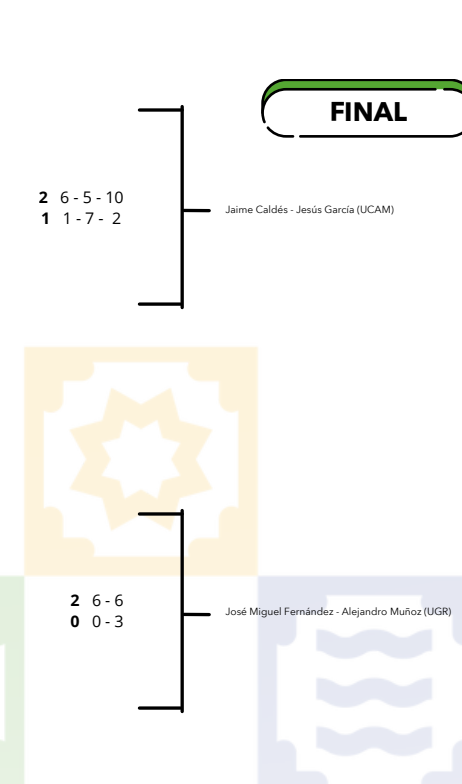 FINAL
2 6 - 5 - 10
1 1 - 7 - 2
Jaime Caldés - Jesús García (UCAM)
2 6 - 6
0 0 - 3
José Miguel Fernández - Alejandro Muñoz (UGR)